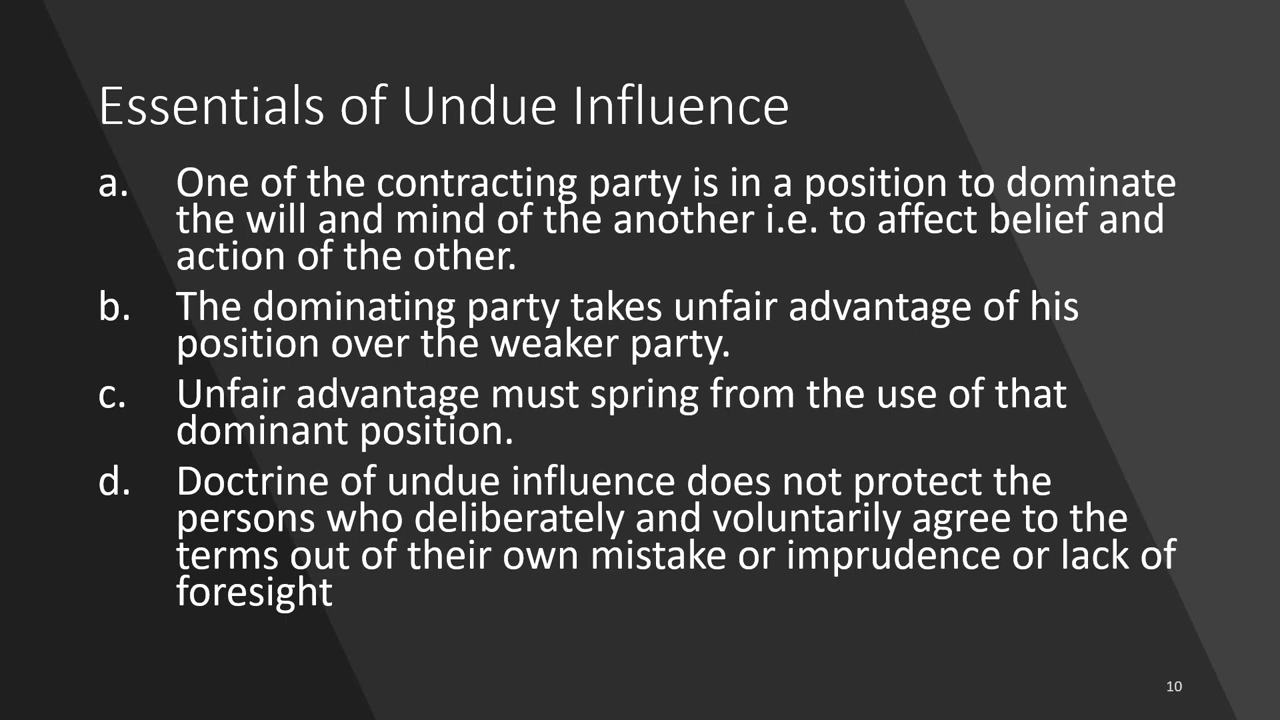 Essentials of Undue Influence
a. One of the contracting party is in a position to dominate
the will and mind of the another i.e. to affect belief and
action of the other.
b. The dominating party takes unfair advantage of his
position over the weaker party.
c. Unfair advantage must spring from the use of that
dominant position.
d. Doctrine of undue influence does not protect the
persons who deliberately and voluntarily agree to the
terms out of their own mistake or imprudence or lack of
foresight
10